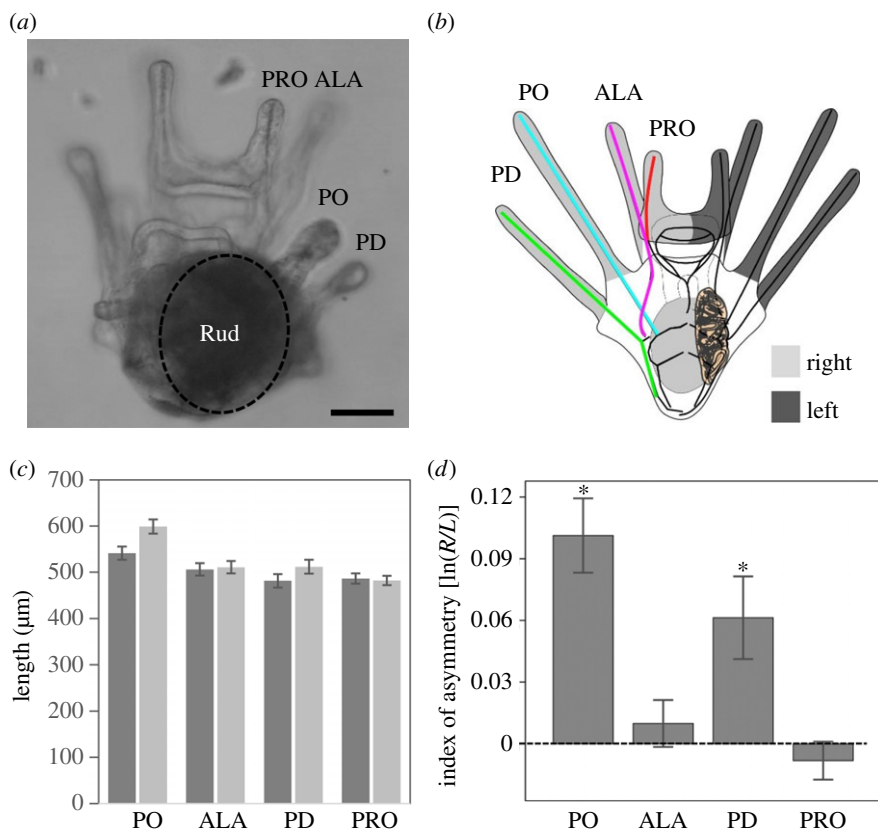 (a)
PRO ALA
PO
PD
Rud
(b)
PO
ALA
PRO
PD
right
left
(c)
700
600
500
400
300
200
100
0
length (μm)
PO ALA PD PRO
(d)
0.12
0.09
0.06
0.03
0
index of asymmetry [ln(R/L)]
*
*
PO ALA PD PRO